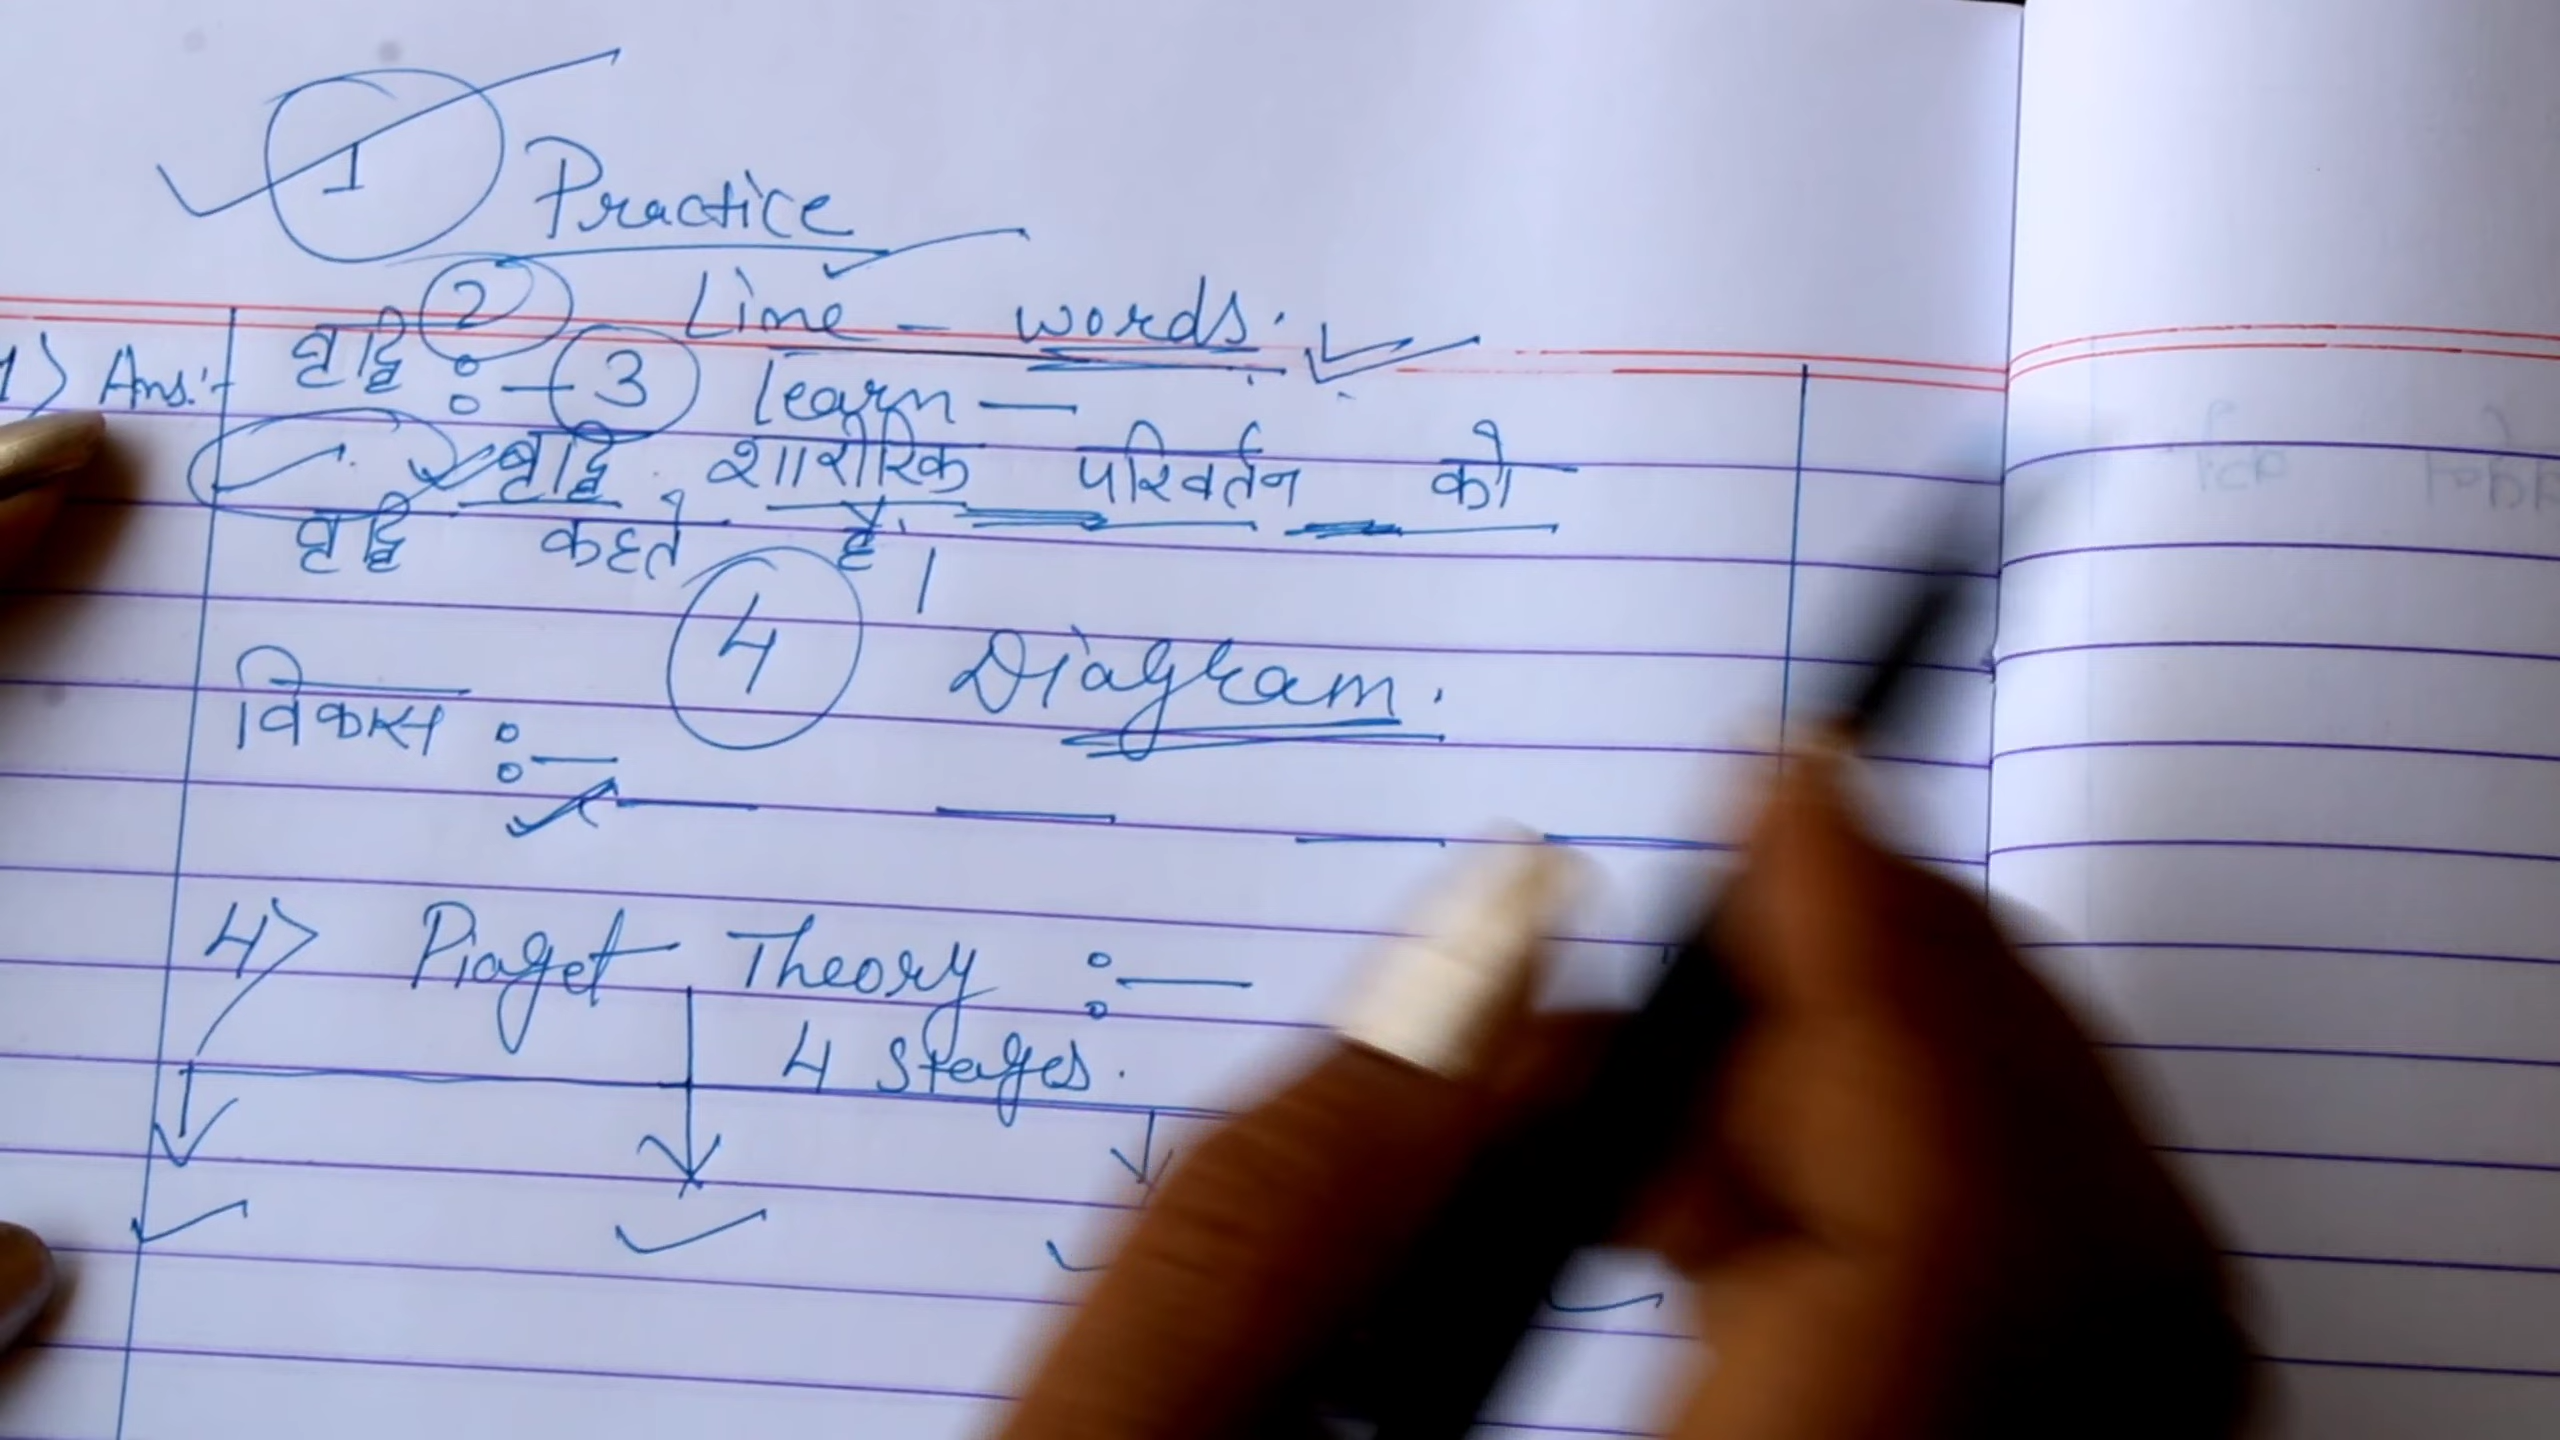 1 Practice
2 Line - words.
1) Ans:- वृद्धि :- 3 learn —
वृद्धि शारीरिक परिवर्तन को
वृद्धि कहते हैं।
4 Diagram.
विकास :-
4) Piaget Theory :-
4 stages.